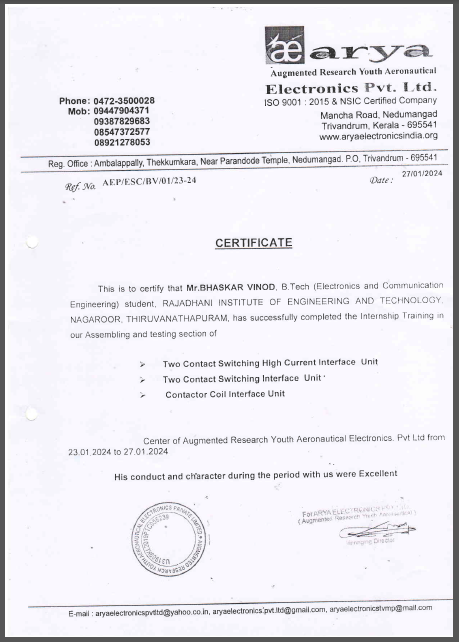 æ arya
Augmented Research Youth Aeronautical
Electronics Pvt. Ltd.
ISO 9001 : 2015 & NSIC Certified Company
Phone: 0472-3500028
Mob: 09447904371
09387829683
08547372577
08921278053
Mancha Road, Nedumangad
Trivandrum, Kerala - 695541
www.aryaelectronicsindia.org
Reg. Office : Ambalappally, Thekkumkara, Near Parandode Temple, Nedumangad. P.O, Trivandrum - 695541
Ref. No. AEP/ESC/BV/01/23-24
Date : 27/01/2024
CERTIFICATE
This is to certify that Mr.BHASKAR VINOD, B.Tech (Electronics and Communication
Engineering) student, RAJADHANI INSTITUTE OF ENGINEERING AND TECHNOLOGY,
NAGAROOR, THIRUVANATHAPURAM, has successfully completed the Internship Training in
our Assembling and testing section of
➢ Two Contact Switching High Current Interface Unit
➢ Two Contact Switching Interface Unit
➢ Contactor Coil Interface Unit
Center of Augmented Research Youth Aeronautical Electronics. Pvt Ltd from
23.01.2024 to 27.01.2024
His conduct and character during the period with us were Excellent
For ARYA ELECTRONICS
( Augmented Research Youth Aeronautical )
Managing Director
E-mail : aryaelectronicspvtltd@yahoo.co.in, aryaelectronics.pvt.ltd@gmail.com, aryaelectronicstvmp@mail.com